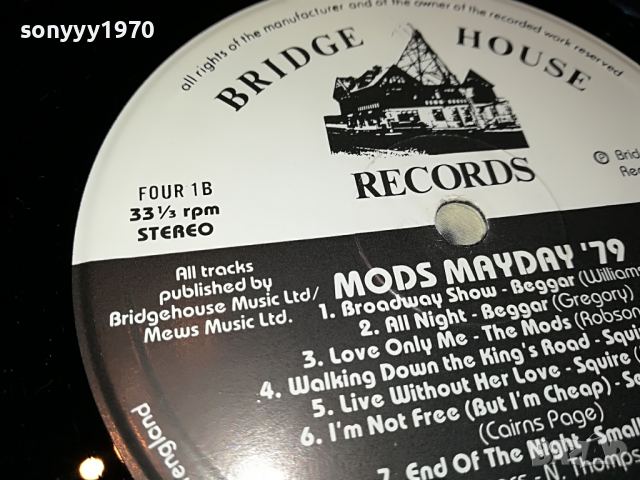 sonyyy1970
all rights of the manufacturer and of the owner of the recorded work reserved
BRIDGE HOUSE
RECORDS
FOUR 1B
33⅓ rpm
STEREO
℗
All tracks
published by
Bridgehouse Music Ltd/
Mews Music Ltd.
MODS MAYDAY '79
1. Broadway Show - Beggar (William
2. All Night - Beggar (Gregory)
3. Love Only Me - The Mods (Robson
4. Walking Down the King's Road - Squi
5. Live Without Her Love - Squire (
6. I'm Not Free (But I'm Cheap) - Se
(Cairns Page)
7. End Of The Night - Small
N. Thomps
england